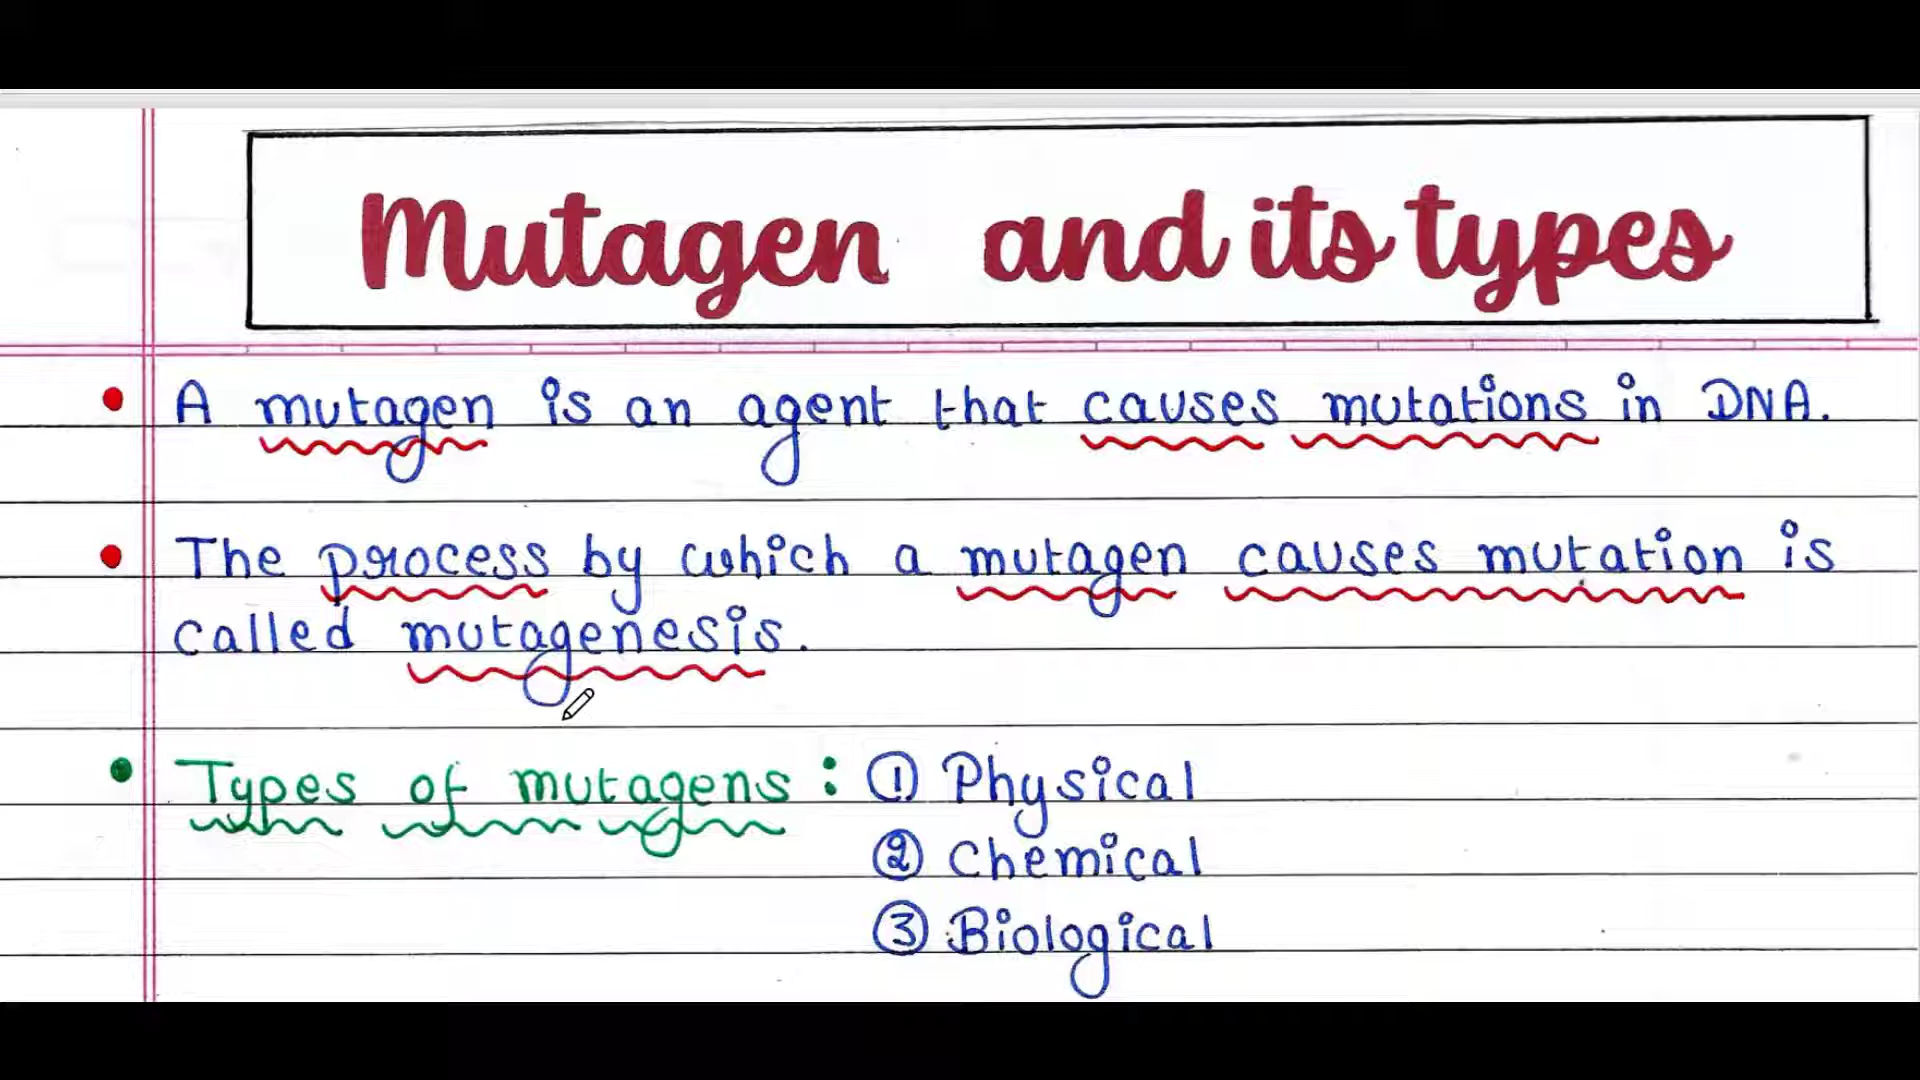 Mutagen and its types
A mutagen is an agent that causes mutations in DNA.
The process by which a mutagen causes mutation is
called mutagenesis.
Types of mutagens : ① Physical
② Chemical
③ Biological